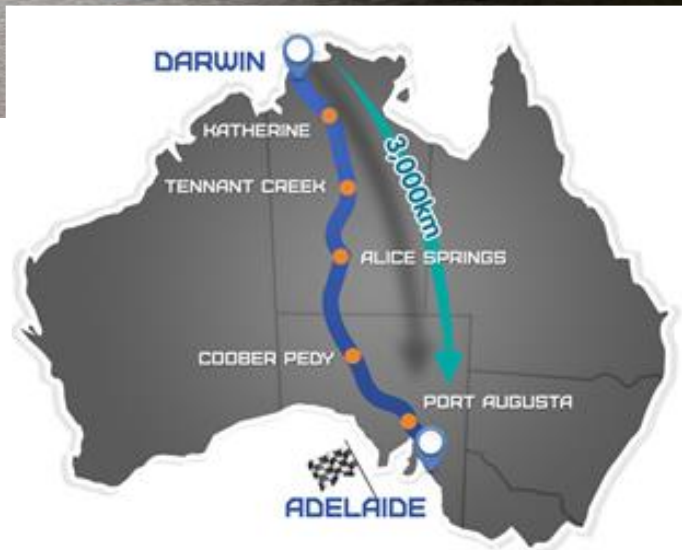 DARWIN
KATHERINE
TENNANT CREEK
3,000km
ALICE SPRINGS
COOBER PEDY
PORT AUGUSTA
ADELAIDE